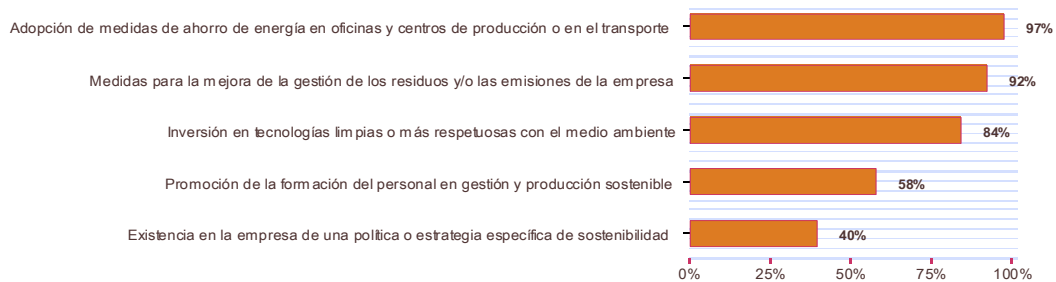 Adopción de medidas de ahorro de energía en oficinas y centros de producción o en el transporte 97%
Medidas para la mejora de la gestión de los residuos y/o las emisiones de la empresa 92%
Inversión en tecnologías limpias o más respetuosas con el medio ambiente 84%
Promoción de la formación del personal en gestión y producción sostenible 58%
Existencia en la empresa de una política o estrategia específica de sostenibilidad 40%
0% 25% 50% 75% 100%